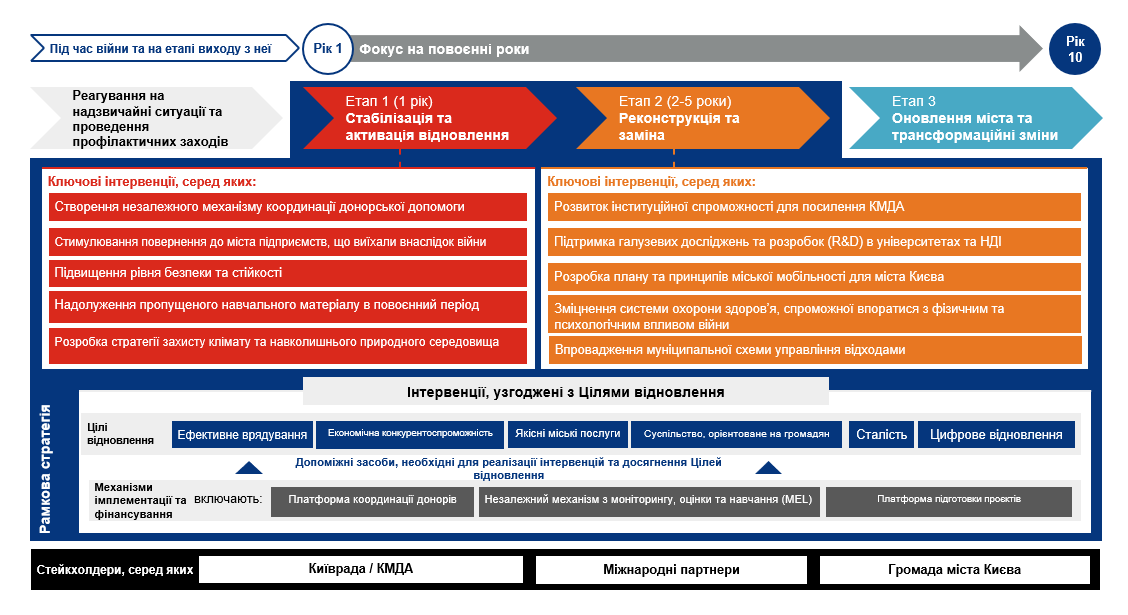 Під час війни та на етапі виходу з неї
Рік 1
Фокус на повоєнні роки
Рік
10
Реагування на
надзвичайні ситуації та
проведення
профілактичних заходів
Етап 1 (1 рік)
Стабілізація та
активація відновлення
Етап 2 (2-5 роки)
Реконструкція та
заміна
Етап 3
Оновлення міста та
трансформаційні зміни
Ключові інтервенції, серед яких:
Створення незалежного механізму координації донорської допомоги
Стимулювання повернення до міста підприємств, що виїхали внаслідок війни
Підвищення рівня безпеки та стійкості
Надолуження пропущеного навчального матеріалу в повоєнний період
Розробка стратегії захисту клімату та навколишнього природного середовища
Ключові інтервенції, серед яких:
Розвиток інституційної спроможності для посилення КМДА
Підтримка галузевих досліджень та розробок (R&D) в університетах та НДІ
Розробка плану та принципів міської мобільності для міста Києва
Зміцнення системи охорони здоров’я, спроможної впоратися з фізичним та
психологічним впливом війни
Впровадження муніципальної схеми управління відходами
Рамкова стратегія
Інтервенції, узгоджені з Цілями відновлення
Цілі
відновлення
Ефективне врядування
Економічна конкурентоспроможність
Якісні міські послуги
Суспільство, орієнтоване на громадян
Сталість
Цифрове відновлення
Допоміжні засоби, необхідні для реалізації інтервенцій та досягнення Цілей
відновлення
Механізми
імплементації та
фінансування
включають:
Платформа координації донорів
Незалежний механізм з моніторингу, оцінки та навчання (MEL)
Платформа підготовки проєктів
Стейкхолдери, серед яких
Київрада / КМДА
Міжнародні партнери
Громада міста Києва